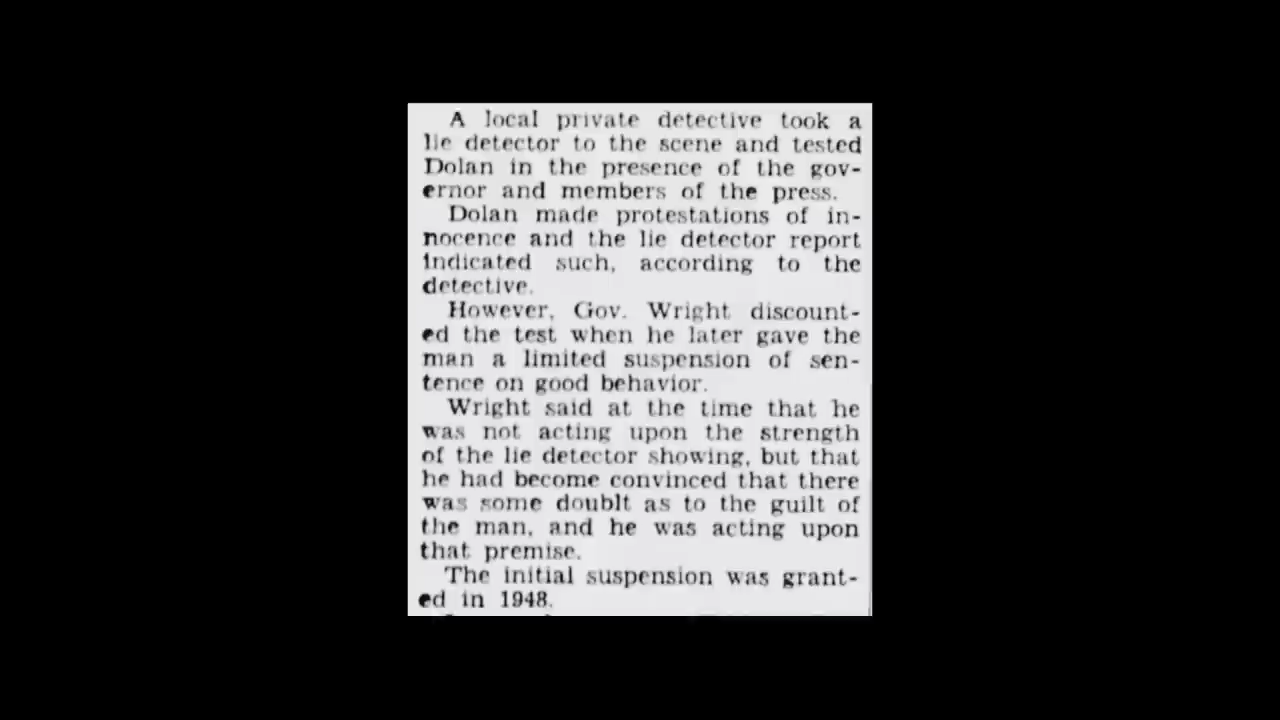 A local private detective took a
lie detector to the scene and tested
Dolan in the presence of the gov-
ernor and members of the press.
Dolan made protestations of in-
nocence and the lie detector report
indicated such, according to the
detective.
However, Gov. Wright discount-
ed the test when he later gave the
man a limited suspension of sen-
tence on good behavior.
Wright said at the time that he
was not acting upon the strength
of the lie detector showing, but that
he had become convinced that there
was some doublt as to the guilt of
the man, and he was acting upon
that premise.
The initial suspension was grant-
ed in 1948.